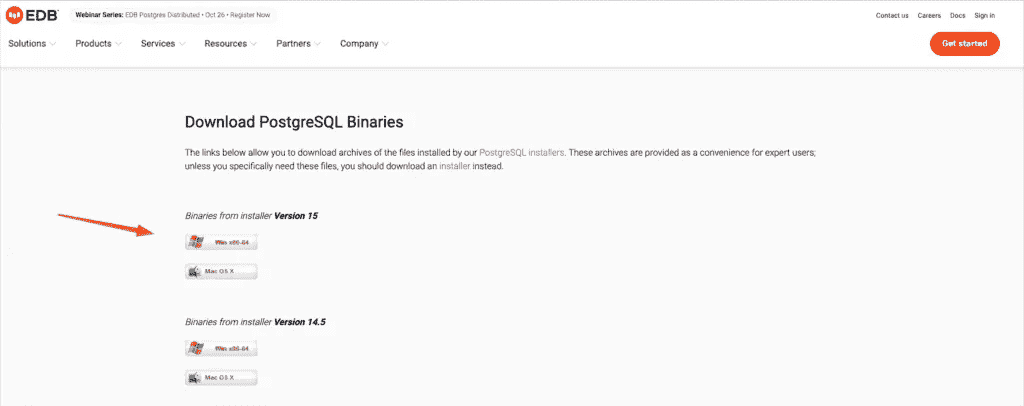 EDB
Webinar Series: EDB Postgres Distributed • Oct 26 • Register Now
Contact us Careers Docs Sign in
Solutions Products Services Resources Partners Company Get started
Download PostgreSQL Binaries
The links below allow you to download archives of the files installed by our PostgreSQL installers. These archives are provided as a convenience for expert users;
unless you specifically need these files, you should download an installer instead.
Binaries from installer Version 15
Win x86-64
Mac OS X
Binaries from installer Version 14.5
Win x86-64
Mac OS X